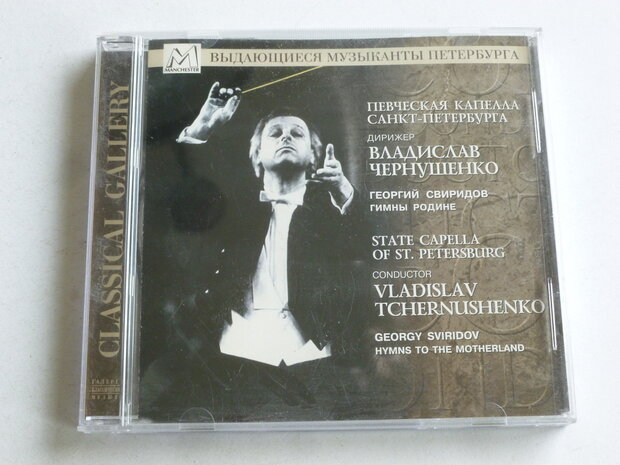 MANCHESTER
ВЫДАЮЩИЕСЯ МУЗЫКАНТЫ ПЕТЕРБУРГА
ПЕВЧЕСКАЯ КАПЕЛЛА
САНКТ-ПЕТЕРБУРГА
ДИРИЖЕР
ВЛАДИСЛАВ
ЧЕРНУШЕНКО
ГЕОРГИЙ СВИРИДОВ
ГИМНЫ РОДИНЕ
STATE CAPELLA
OF ST. PETERSBURG
CONDUCTOR
VLADISLAV
TCHERNUSHENKO
GEORGY SVIRIDOV
HYMNS TO THE MOTHERLAND
CLASSICAL GALLERY